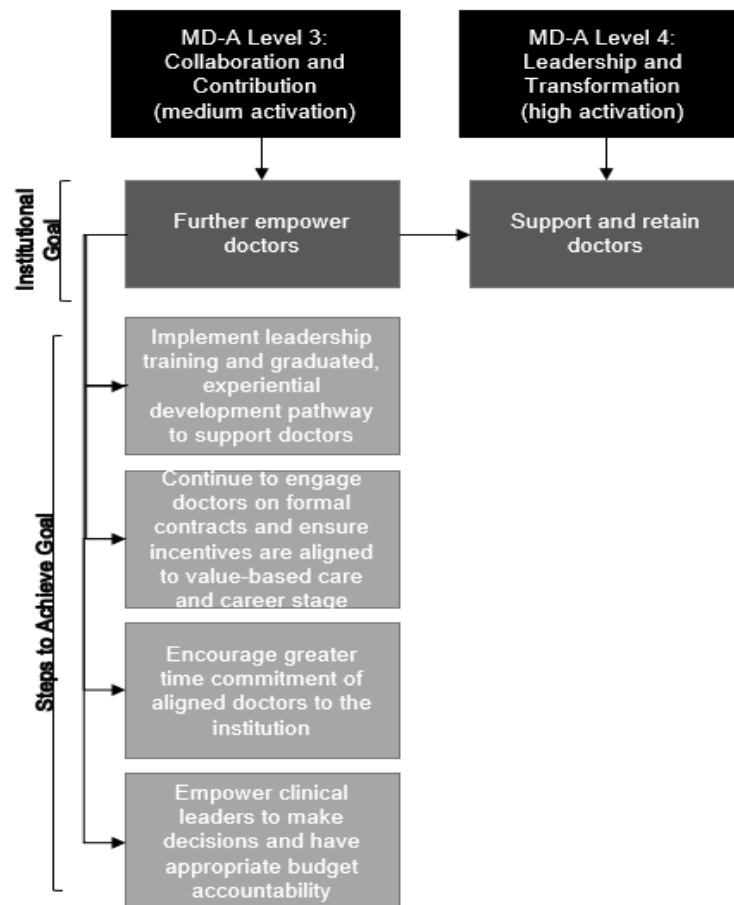 MD-A Level 3:
Collaboration and
Contribution
(medium activation)
MD-A Level 4:
Leadership and
Transformation
(high activation)
Institutional
Goal
Further empower
doctors
Support and retain
doctors
Steps to Achieve Goal
Implement leadership
training and graduated,
experiential
development pathway
to support doctors
Continue to engage
doctors on formal
contracts and ensure
incentives are aligned
to value-based care
and career stage
Encourage greater
time commitment of
aligned doctors to the
institution
Empower clinical
leaders to make
decisions and have
appropriate budget
accountability